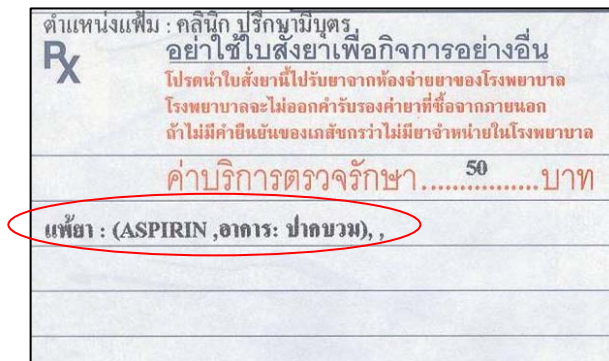 ตำแหน่งแฟ้ม : คลินิก ปรึกษามีบุตร
Rx
อย่าใช้ใบสั่งยาเพื่อกิจการอย่างอื่น
โปรดนำใบสั่งยานี้ไปรับยาจากห้องจ่ายยาของโรงพยาบาล
โรงพยาบาลจะไม่ออกคำรับรองค่ายาที่ซื้อจากภายนอก
ถ้าไม่มีคำยืนยันของเภสัชกรว่าไม่มียาจำหน่ายในโรงพยาบาล
ค่าบริการตรวจรักษา......50..........บาท
แพ้ยา : (ASPIRIN ,อาการ: ปากบวม), ,